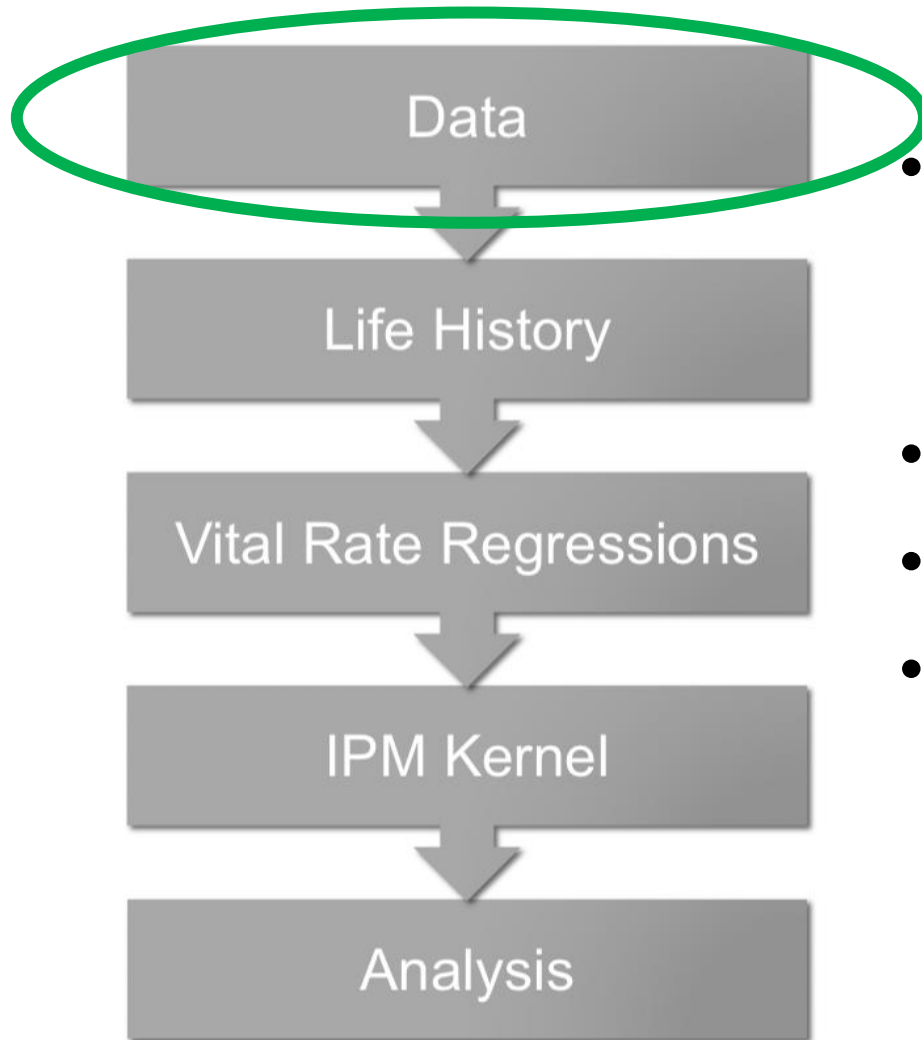 Data
•
Life History
•
Vital Rate Regressions
•
•
IPM Kernel
Analysis